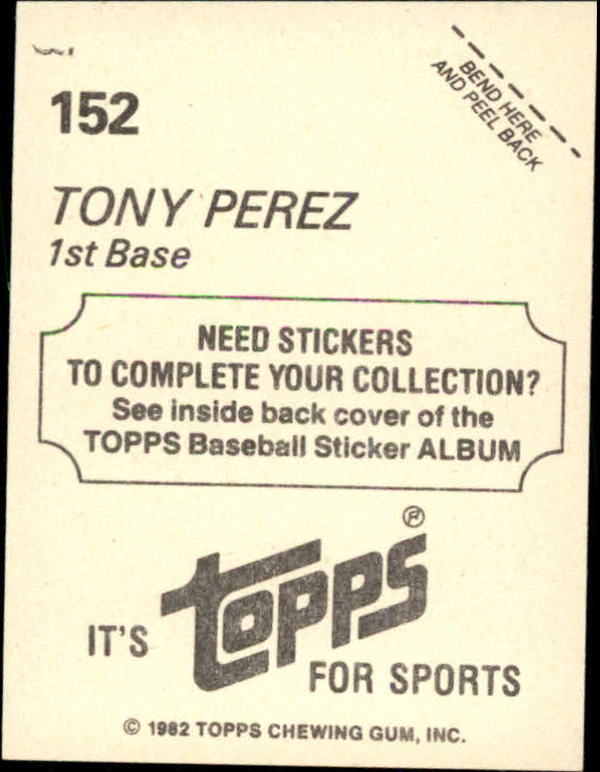 152
BEND HERE
AND PEEL BACK
TONY PEREZ
1st Base
NEED STICKERS
TO COMPLETE YOUR COLLECTION?
See inside back cover of the
TOPPS Baseball Sticker ALBUM
IT'S topps®
FOR SPORTS
© 1982 TOPPS CHEWING GUM, INC.